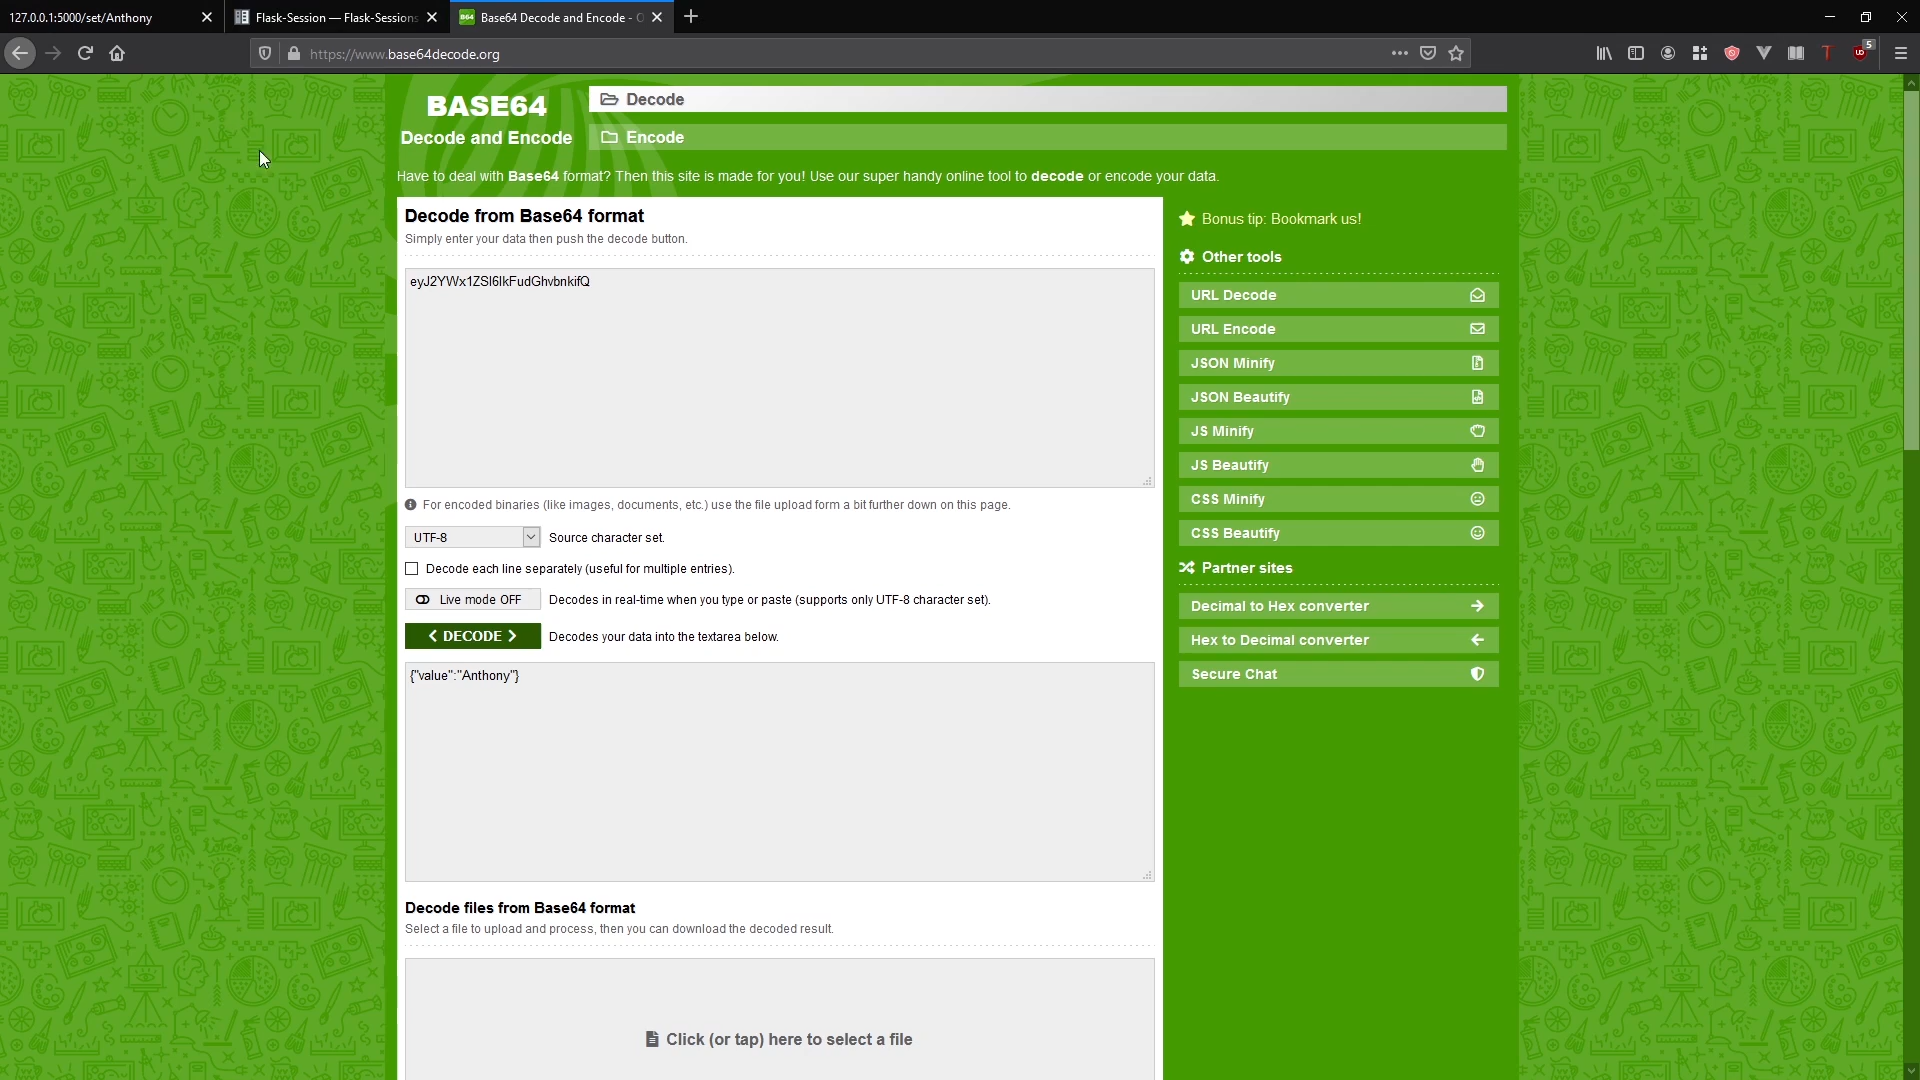 127.0.0.1:5000/set/Anthony
Flask-Session — Flask-Sessions
Base64 Decode and Encode - O
https://www.base64decode.org
5
BASE64
Decode and Encode
Decode
Encode
Have to deal with Base64 format? Then this site is made for you! Use our super handy online tool to decode or encode your data.
Decode from Base64 format
Simply enter your data then push the decode button.
eyJ2YWx1ZSI6IkFudGhvbnkifQ
For encoded binaries (like images, documents, etc.) use the file upload form a bit further down on this page.
UTF-8
Source character set.
Decode each line separately (useful for multiple entries).
Live mode OFF
Decodes in real-time when you type or paste (supports only UTF-8 character set).
< DECODE >
Decodes your data into the textarea below.
{"value":"Anthony"}
Decode files from Base64 format
Select a file to upload and process, then you can download the decoded result.
Click (or tap) here to select a file
Bonus tip: Bookmark us!
Other tools
URL Decode
URL Encode
JSON Minify
JSON Beautify
JS Minify
JS Beautify
CSS Minify
CSS Beautify
Partner sites
Decimal to Hex converter
Hex to Decimal converter
Secure Chat